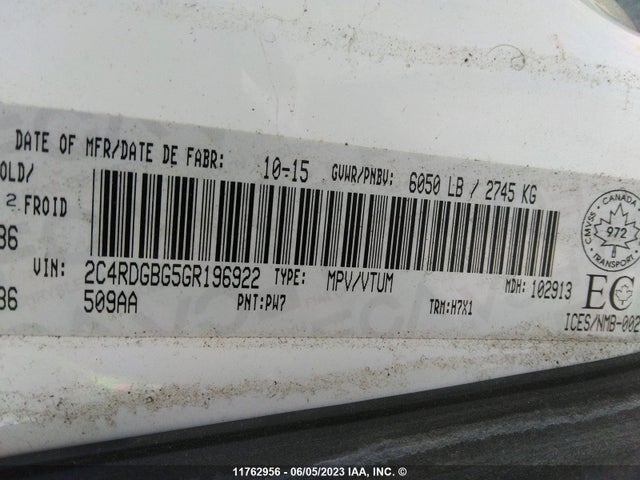 DATE OF MFR/DATE DE FABR: 10-15 GVWR/PNBV: 6050 LB / 2745 KG
OLD/
2 FROID
86
VIN: 2C4RDGBG5GR196922 TYPE: MPV/VTUM MDH: 102913
86 509AA PNT:PW7 TRM:H7X1
CMVSS CANADA NSVAC
972
TRANSPORT
EC
ICES/NMB-002
11762956 - 06/05/2023 IAA, INC. ©